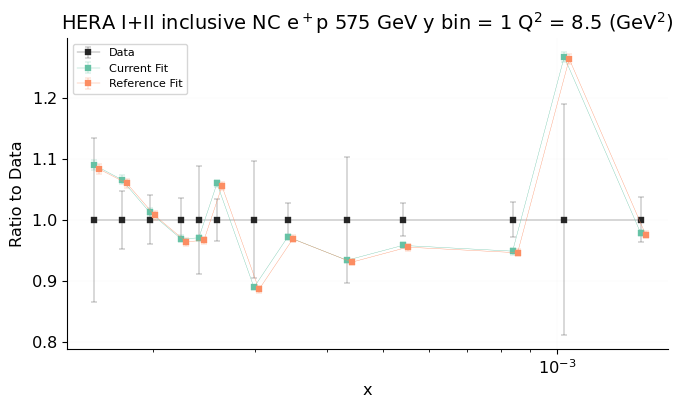 HERA I+II inclusive NC e⁺p 575 GeV y bin = 1 Q² = 8.5 (GeV²)
Data
Current Fit
Reference Fit
Ratio to Data
1.2
1.1
1.0
0.9
0.8
10⁻³
x